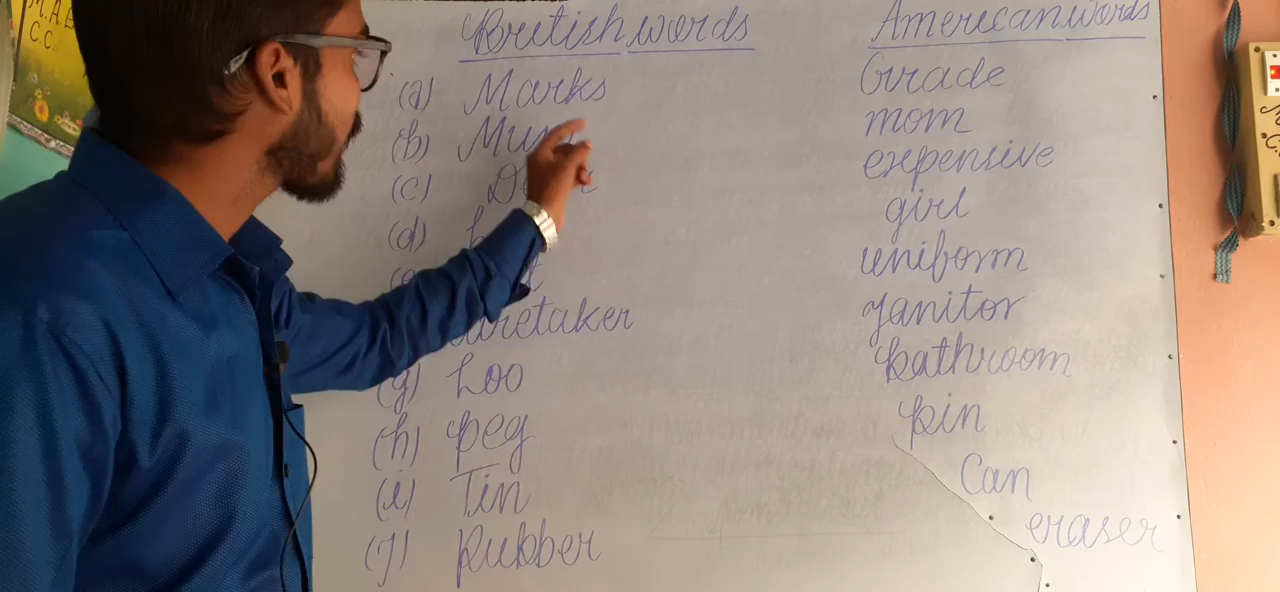 M.A.E
C.C.
British words American words
(a) Marks Grade
(b) mom
(c) expensive
(d) girl
uniform
caretaker janitor
(g) Loo bathroom
(h) peg pin
(i) Tin Can
(j) Rubber eraser